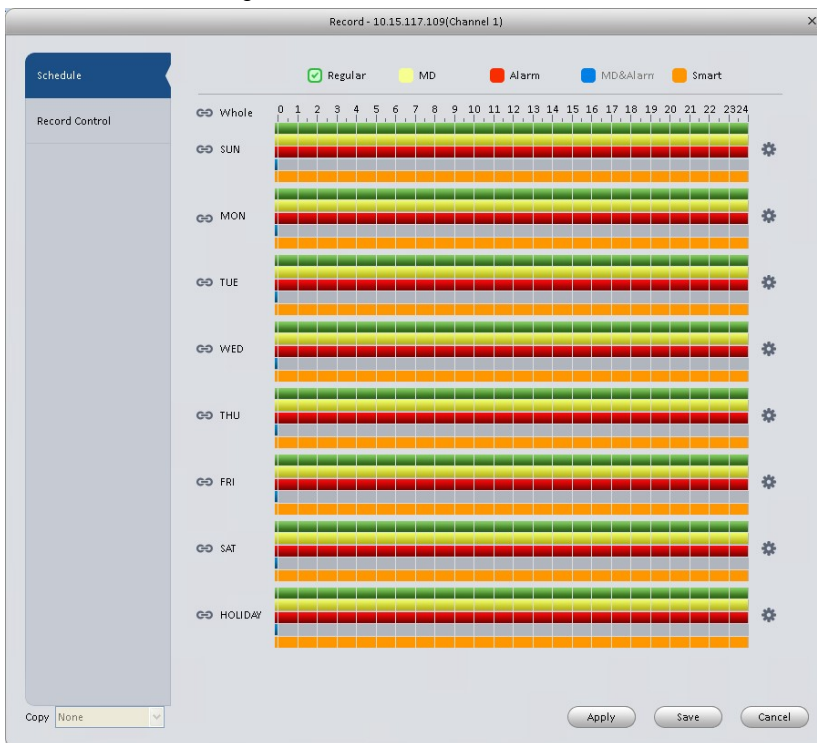 Record - 10.15.117.109(Channel 1)
Schedule
Record Control
Regular MD Alarm MD&Alarm Smart
Whole 0 1 2 3 4 5 6 7 8 9 10 11 12 13 14 15 16 17 18 19 20 21 22 2324
SUN
MON
TUE
WED
THU
FRI
SAT
HOLIDAY
Copy None Apply Save Cancel